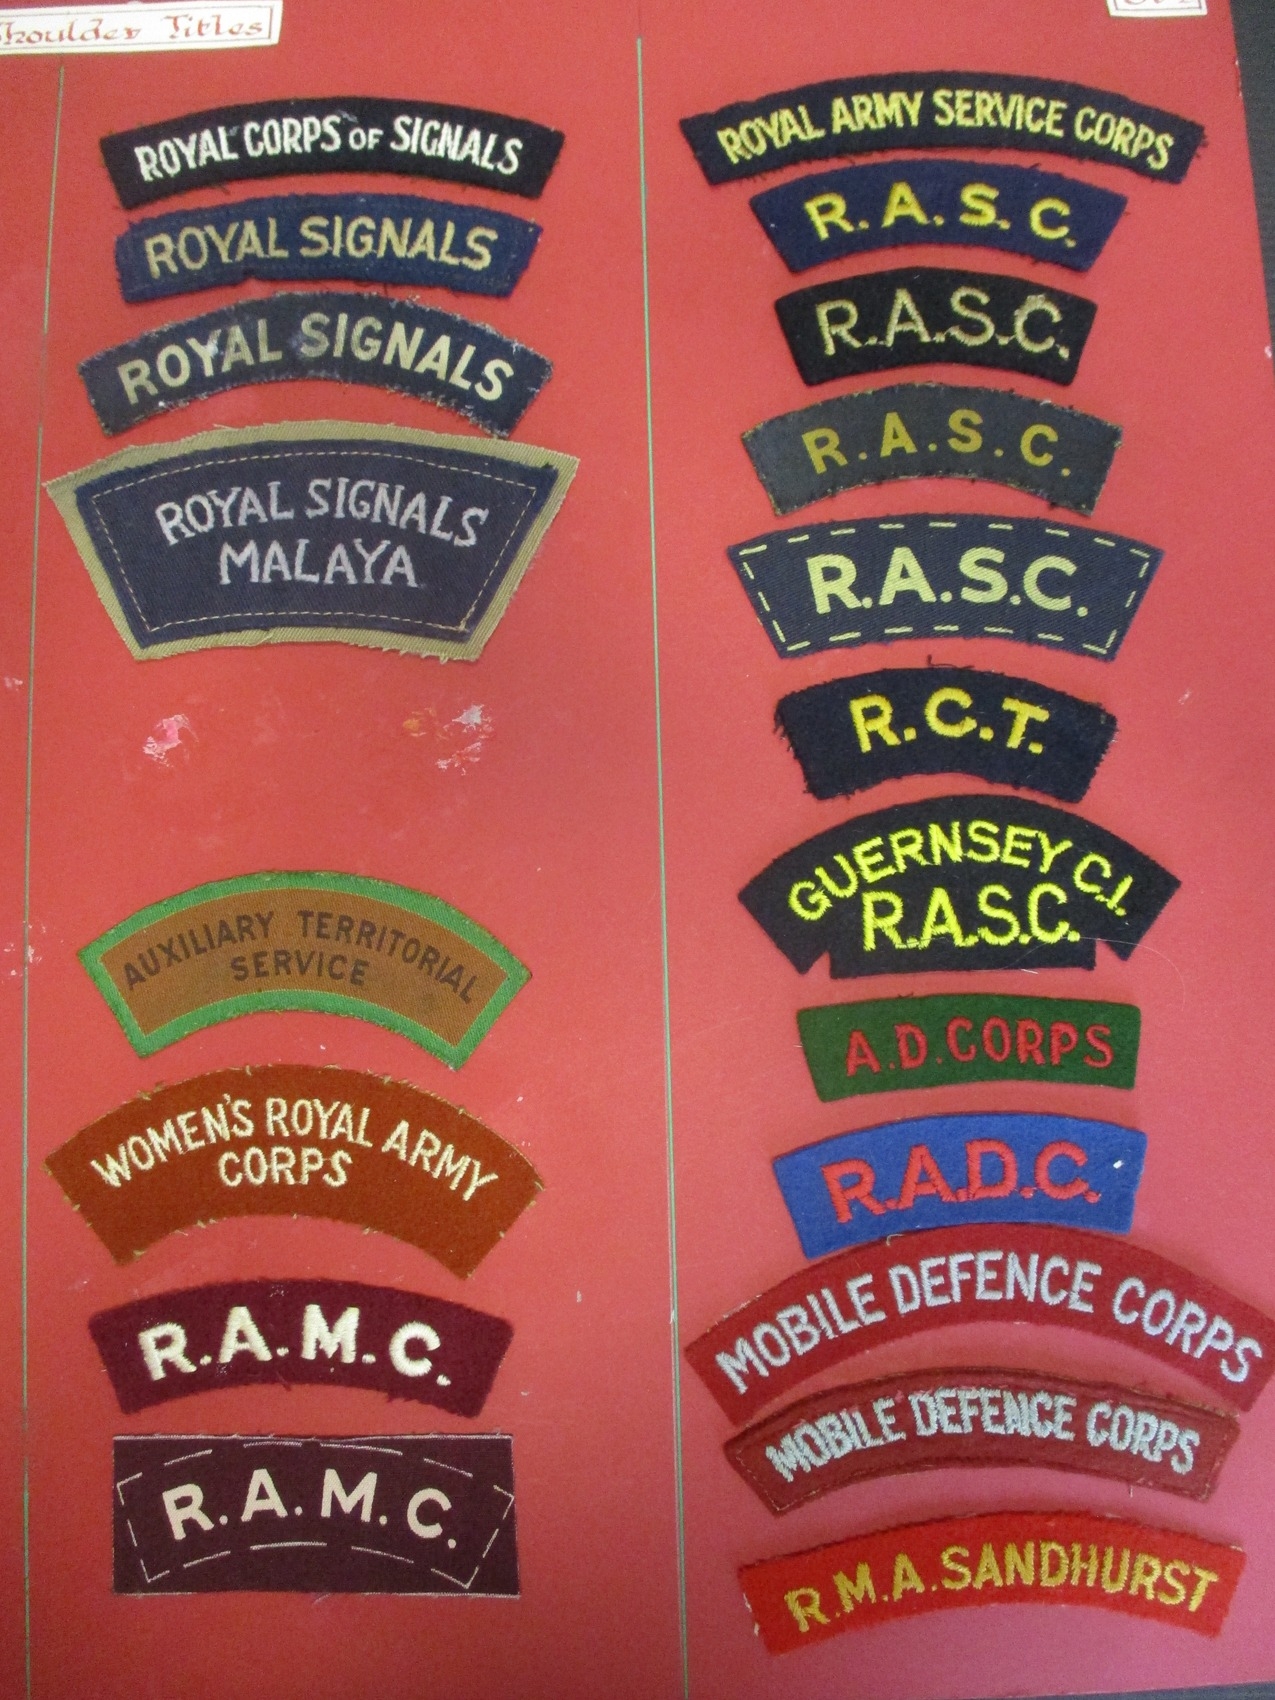 Shoulder Titles
ROYAL CORPS OF SIGNALS
ROYAL SIGNALS
ROYAL SIGNALS
ROYAL SIGNALS
MALAYA
AUXILIARY TERRITORIAL
SERVICE
WOMEN'S ROYAL ARMY
CORPS
R.A.M.C.
R.A.M.C.
ROYAL ARMY SERVICE CORPS
R.A.S.C.
R.A.S.C.
R.A.S.C.
R.A.S.C.
R.C.T.
GUERNSEY C.I.
R.A.S.C.
A.D.CORPS
R.A.D.C.
MOBILE DEFENCE CORPS
MOBILE DEFENCE CORPS
R.M.A.SANDHURST